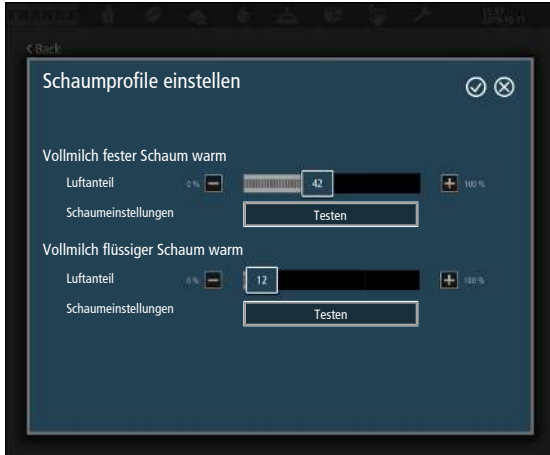 FRANKE
Back
Schaumprofile einstellen
Vollmilch fester Schaum warm
Luftanteil 0 % 42 100 %
Schaumeinstellungen Testen
Vollmilch flüssiger Schaum warm
Luftanteil 0 % 12 100 %
Schaumeinstellungen Testen